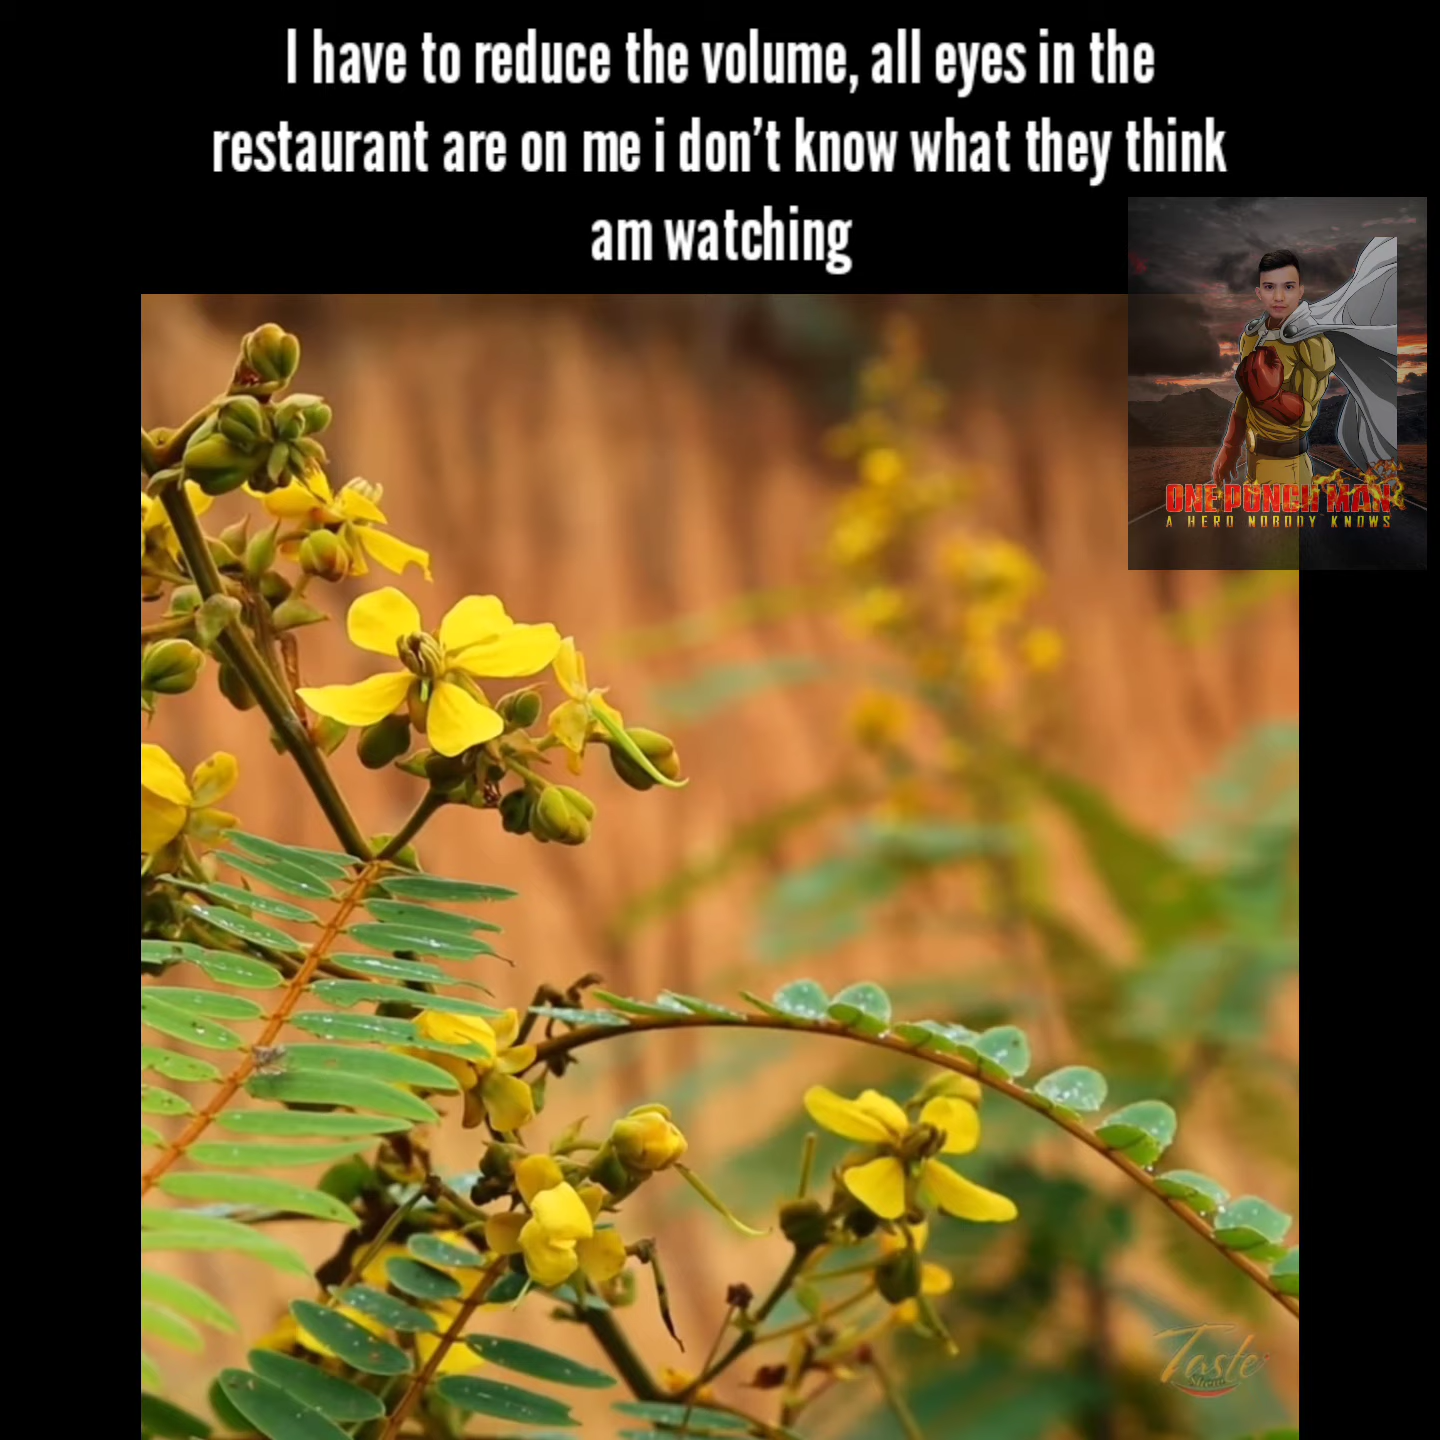 I have to reduce the volume, all eyes in the
restaurant are on me i don't know what they think
am watching
ONE PUNCH MAN
A HERO NOBODY KNOWS
Taste